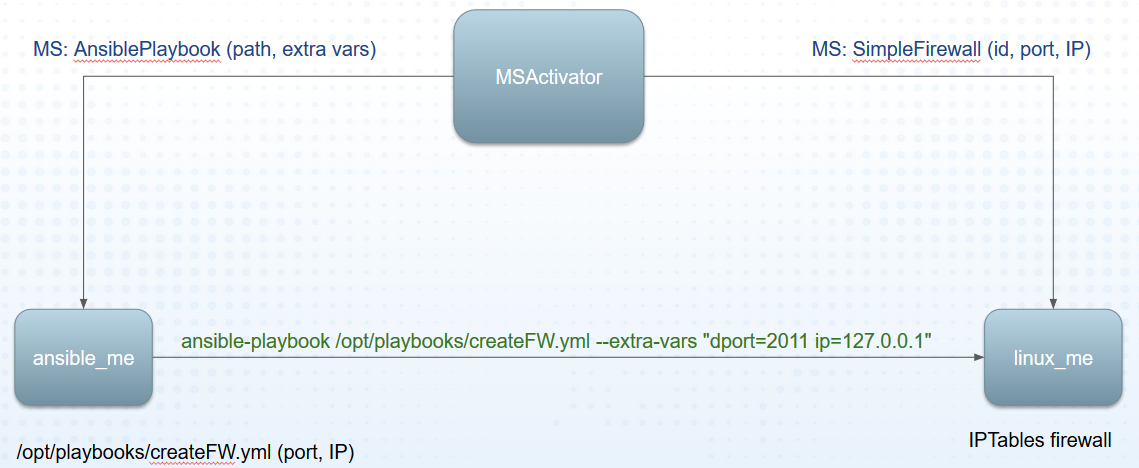 MS: AnsiblePlaybook (path, extra vars)
MSActivator
MS: SimpleFirewall (id, port, IP)
ansible_me
ansible-playbook /opt/playbooks/createFW.yml --extra-vars "dport=2011 ip=127.0.0.1"
linux_me
/opt/playbooks/createFW.yml (port, IP)
IPTables firewall